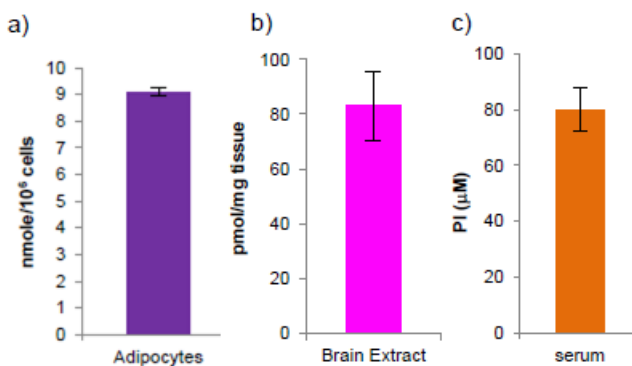 a)
nmole/10⁶ cells
10
9
8
7
6
5
4
3
2
1
0
Adipocytes
b)
pmol/mg tissue
100
80
60
40
20
0
Brain Extract
c)
PI (μM)
100
80
60
40
20
0
serum